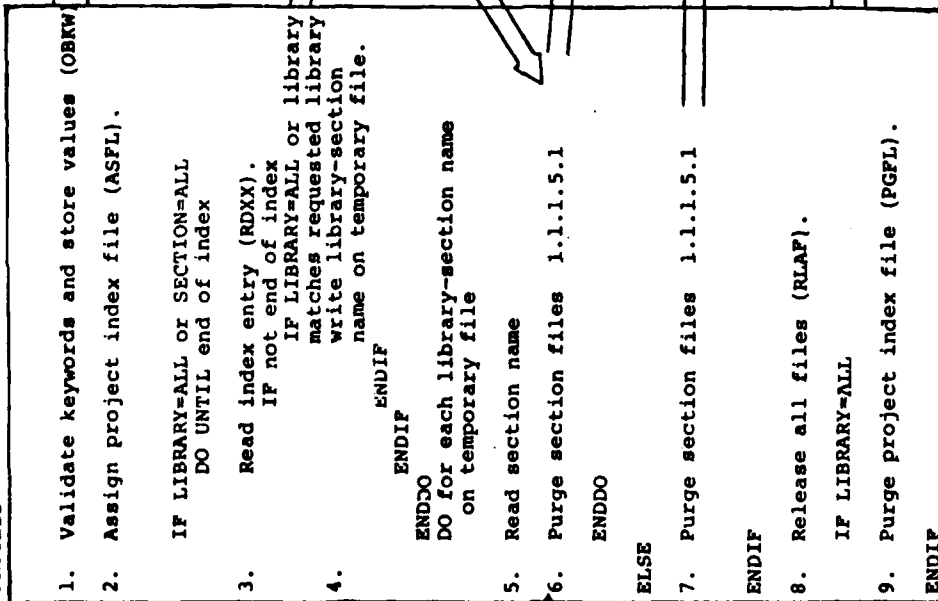 1. Validate keywords and store values (OBKW)
2. Assign project index file (ASFL).
IF LIBRARY=ALL or SECTION=ALL
DO UNTIL end of index
3. Read index entry (RDXX).
IF not end of index
IF LIBRARY=ALL or library
matches requested library
4. write library-section
name on temporary file.
ENDIF
ENDIF
ENDDO
DO for each library-section name
on temporary file
5. Read section name
6. Purge section files 1.1.1.5.1
ENDDO
ELSE
7. Purge section files 1.1.1.5.1
ENDIF
8. Release all files (RLAF).
IF LIBRARY=ALL
9. Purge project index file (PGFL).
ENDIF